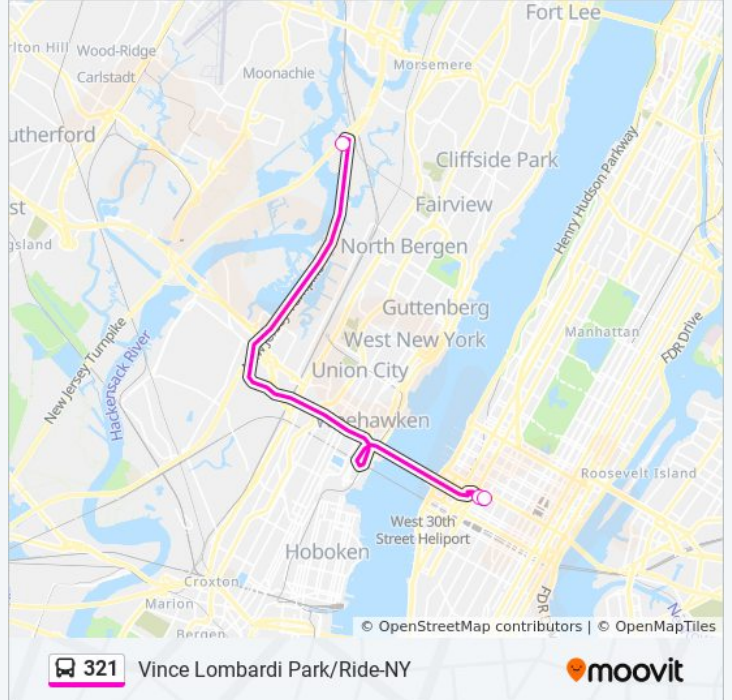 Fort Lee
rlton Hill
Wood-Ridge
Carlstadt
Moonachie
Morsemere
utherford
Cliffside Park
Henry Hudson Parkway
Fairview
st
gsland
North Bergen
Guttenberg
Manhattan
FDR Drive
New Jersey Turnpike
Hackensack River
West New York
Union City
Roosevelt Island
West 30th
Street Heliport
Hoboken
Croxton
Marion
Bergen
FDR
© OpenStreetMap contributors | © OpenMapTiles
321 Vince Lombardi Park/Ride-NY
moovit